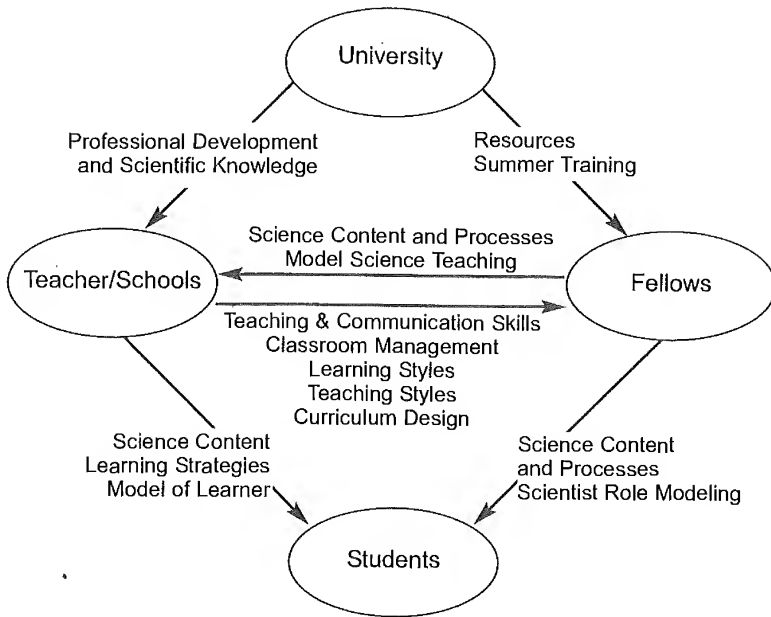 University
Professional Development
and Scientific Knowledge
Resources
Summer Training
Science Content and Processes
Model Science Teaching
Teacher/Schools
Fellows
Teaching & Communication Skills
Classroom Management
Learning Styles
Teaching Styles
Curriculum Design
Science Content
Learning Strategies
Model of Learner
Science Content
and Processes
Scientist Role Modeling
Students